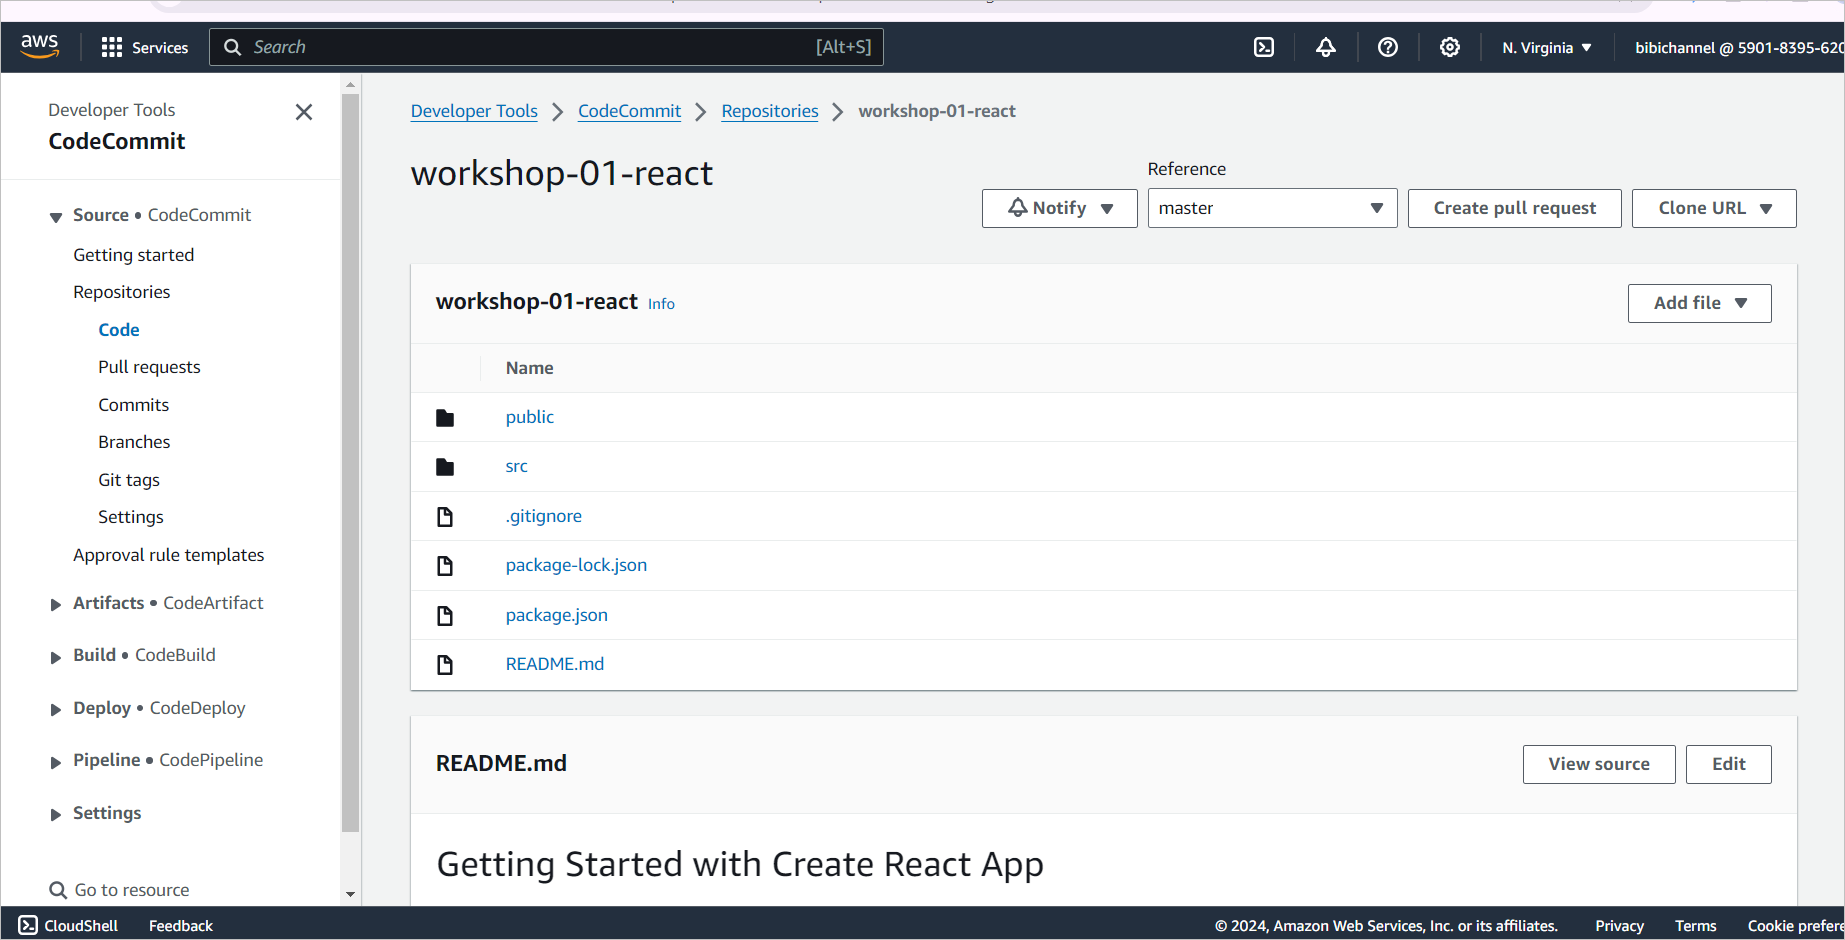 aws
Services
Search
[Alt+S]
N. Virginia
bibichannel @ 5901-8395-620
Developer Tools
CodeCommit
Source • CodeCommit
Getting started
Repositories
Code
Pull requests
Commits
Branches
Git tags
Settings
Approval rule templates
Artifacts • CodeArtifact
Build • CodeBuild
Deploy • CodeDeploy
Pipeline • CodePipeline
Settings
Go to resource
Developer Tools
CodeCommit
Repositories
workshop-01-react
workshop-01-react
Reference
Notify
master
Create pull request
Clone URL
workshop-01-react Info
Add file
Name
public
src
.gitignore
package-lock.json
package.json
README.md
README.md
View source
Edit
Getting Started with Create React App
CloudShell
Feedback
© 2024, Amazon Web Services, Inc. or its affiliates.
Privacy
Terms
Cookie prefere